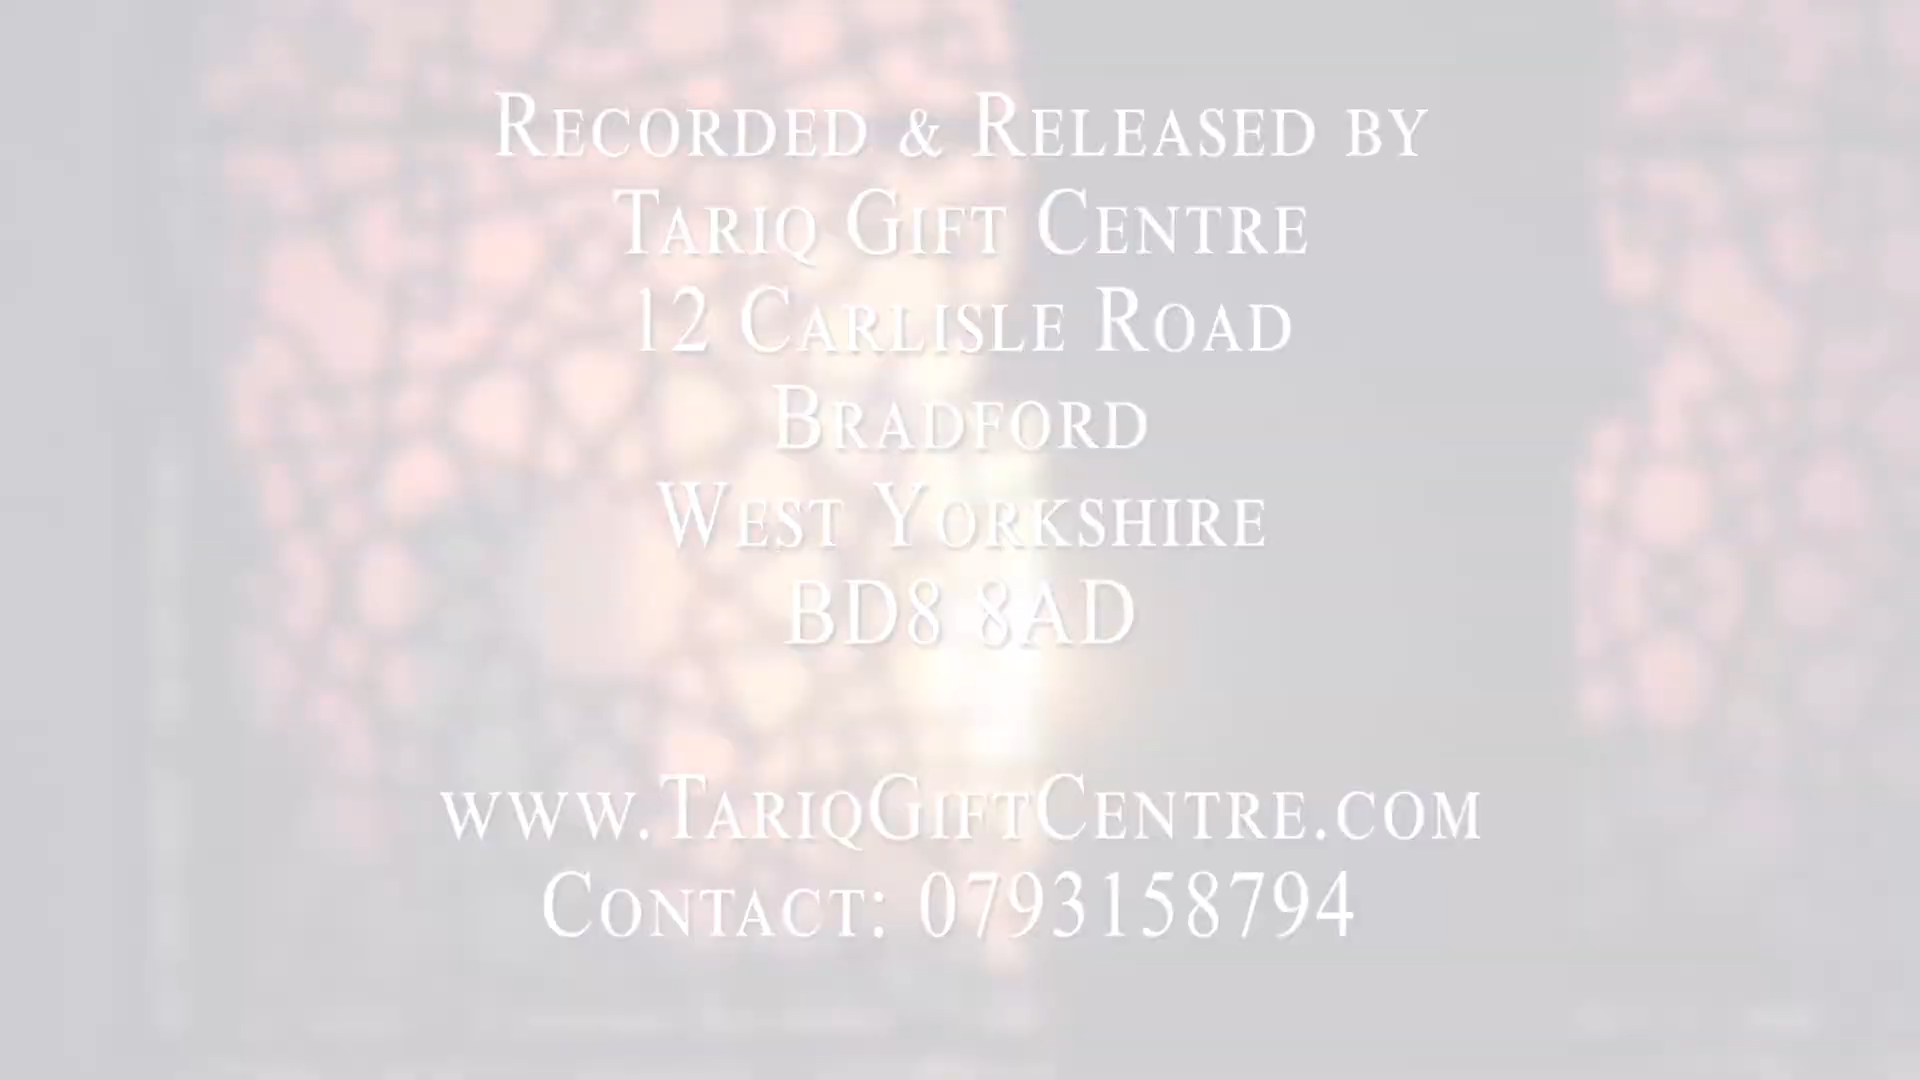 Recorded & Released by
Tariq Gift Centre
12 Carlisle Road
Bradford
West Yorkshire
BD8 8AD
www.TariqGiftCentre.com
Contact: 0793158794